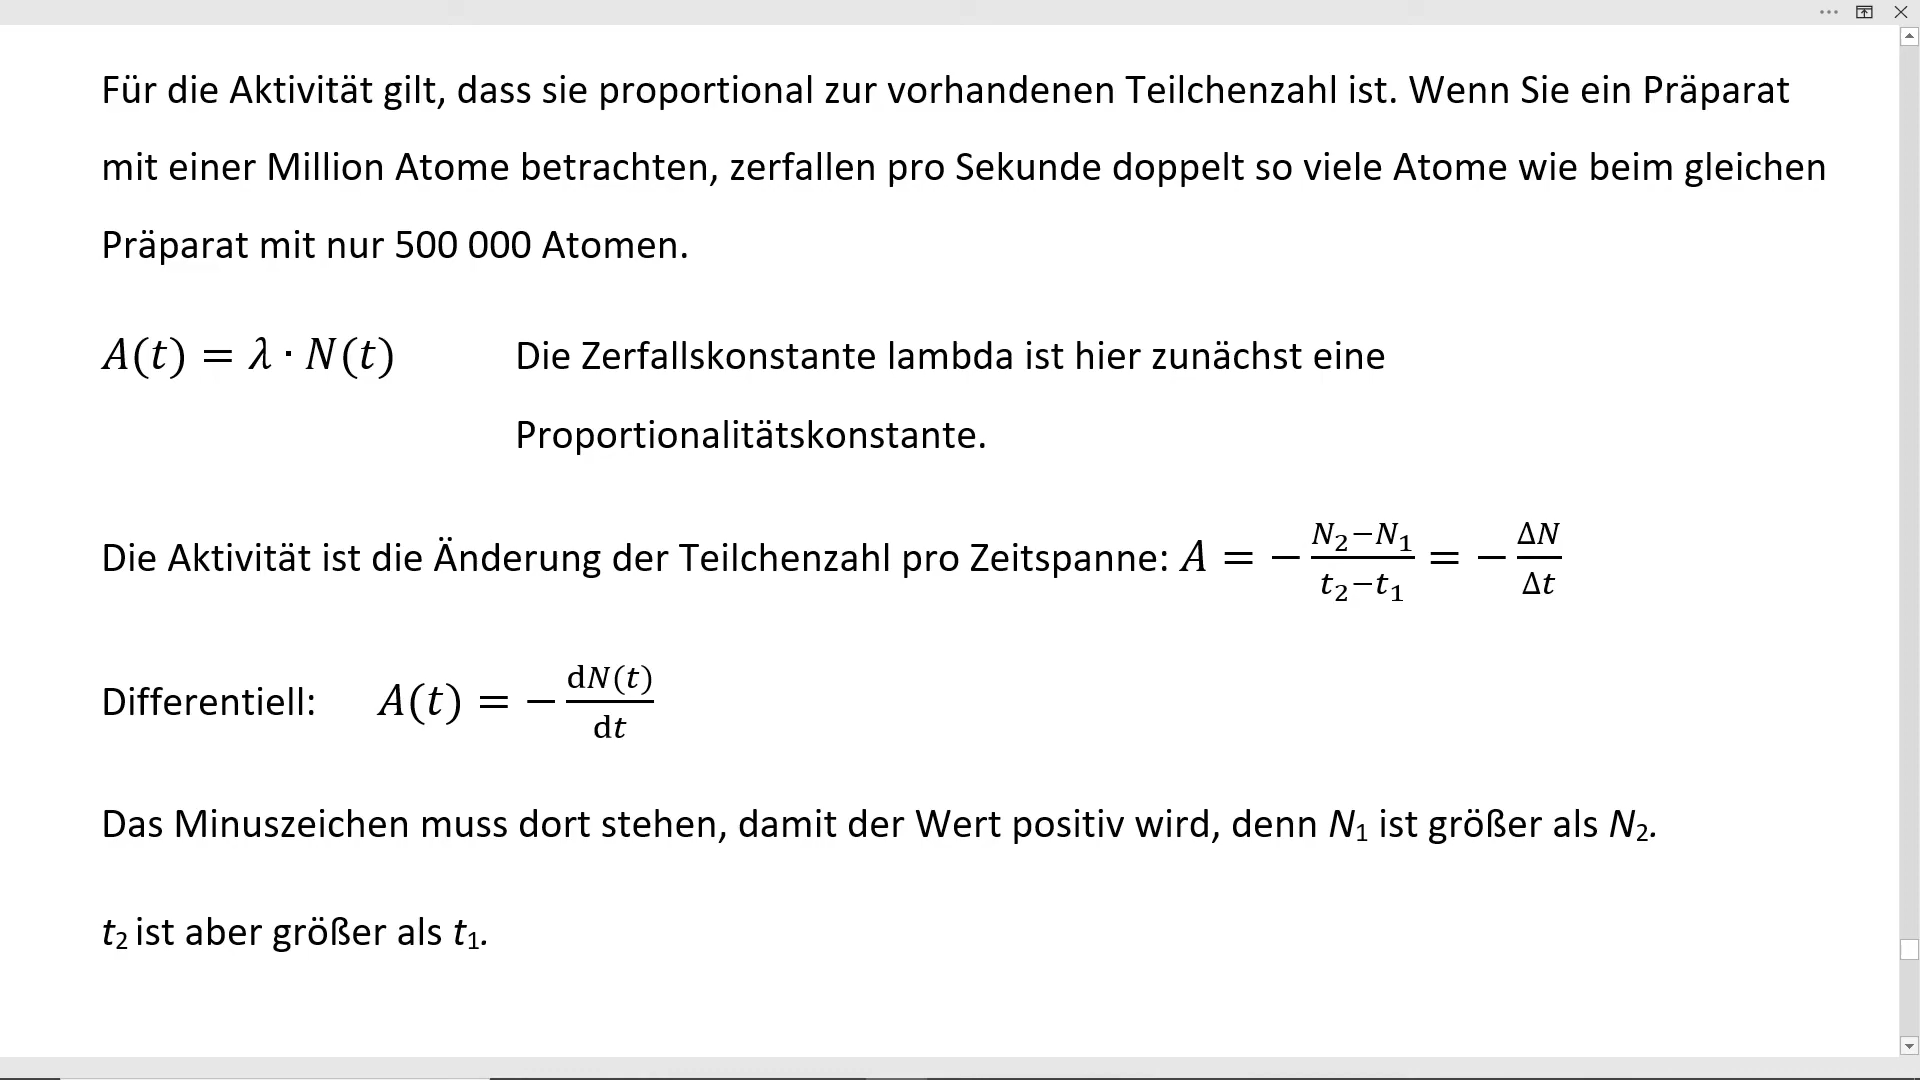 Für die Aktivität gilt, dass sie proportional zur vorhandenen Teilchenzahl ist. Wenn Sie ein Präparat
mit einer Million Atome betrachten, zerfallen pro Sekunde doppelt so viele Atome wie beim gleichen
Präparat mit nur 500 000 Atomen.
A(t) = λ · N(t) Die Zerfallskonstante lambda ist hier zunächst eine
Proportionalitätskonstante.
Die Aktivität ist die Änderung der Teilchenzahl pro Zeitspanne: A = −(N₂−N₁)/(t₂−t₁) = −ΔN/Δt
Differentiell: A(t) = −dN(t)/dt
Das Minuszeichen muss dort stehen, damit der Wert positiv wird, denn N₁ ist größer als N₂.
t₂ ist aber größer als t₁.